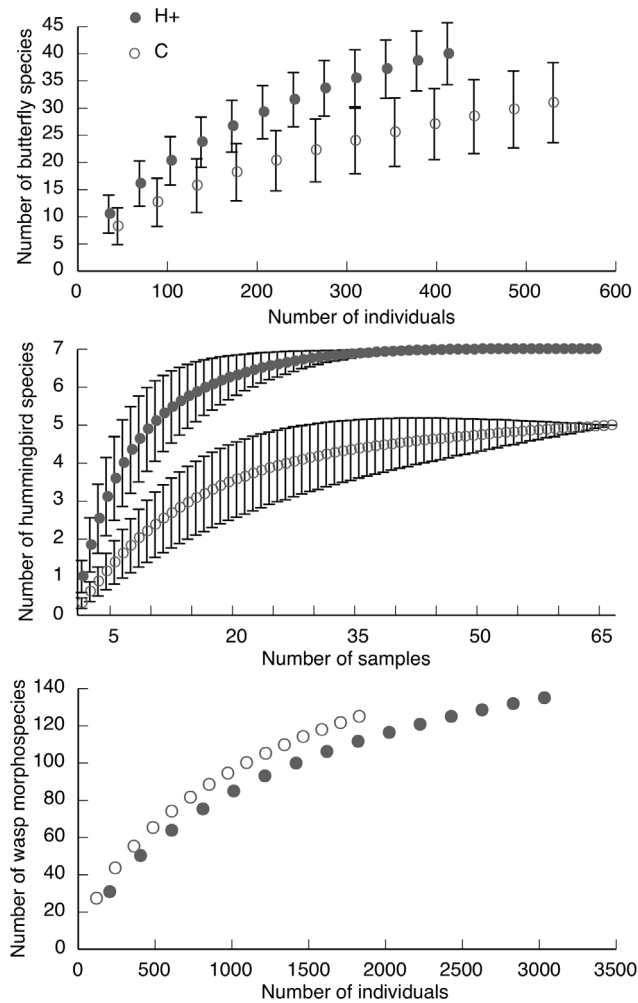 H+
C
Number of butterfly species
45
40
35
30
25
20
15
10
5
0
0 100 200 300 400 500 600
Number of individuals
Number of hummingbird species
7
6
5
4
3
2
1
0
5 20 35 50 65
Number of samples
Number of wasp morphospecies
140
120
100
80
60
40
20
0
0 500 1000 1500 2000 2500 3000 3500
Number of individuals